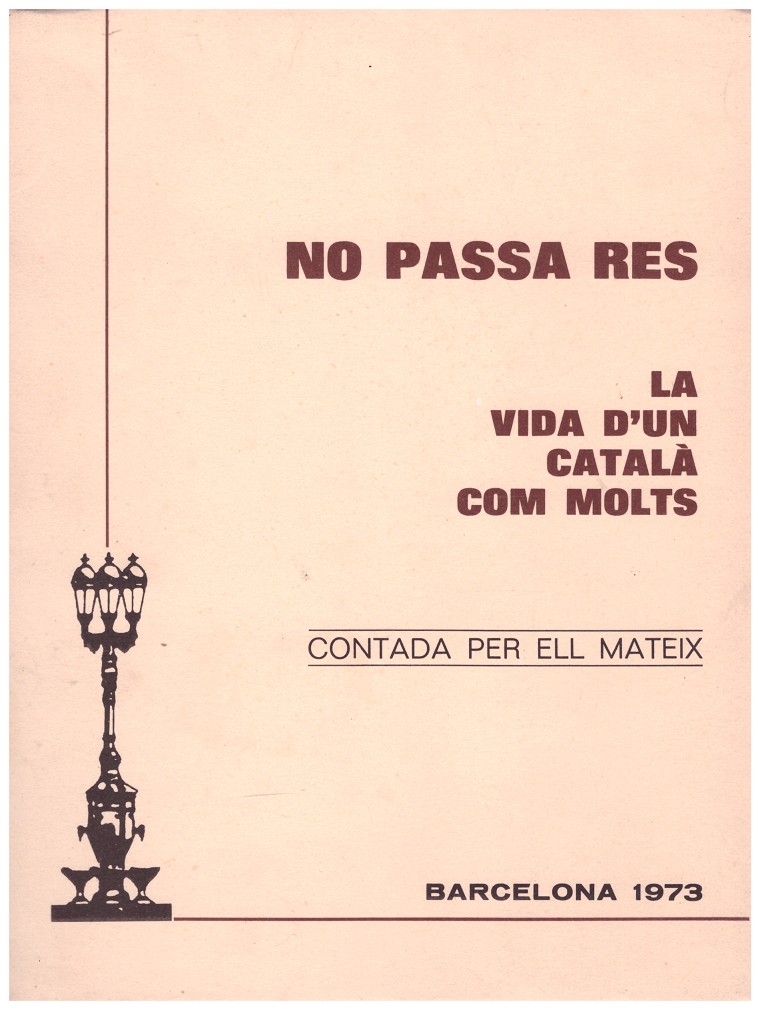 NO PASSA RES
LA
VIDA D'UN
CATALÀ
COM MOLTS
CONTADA PER ELL MATEIX
BARCELONA 1973